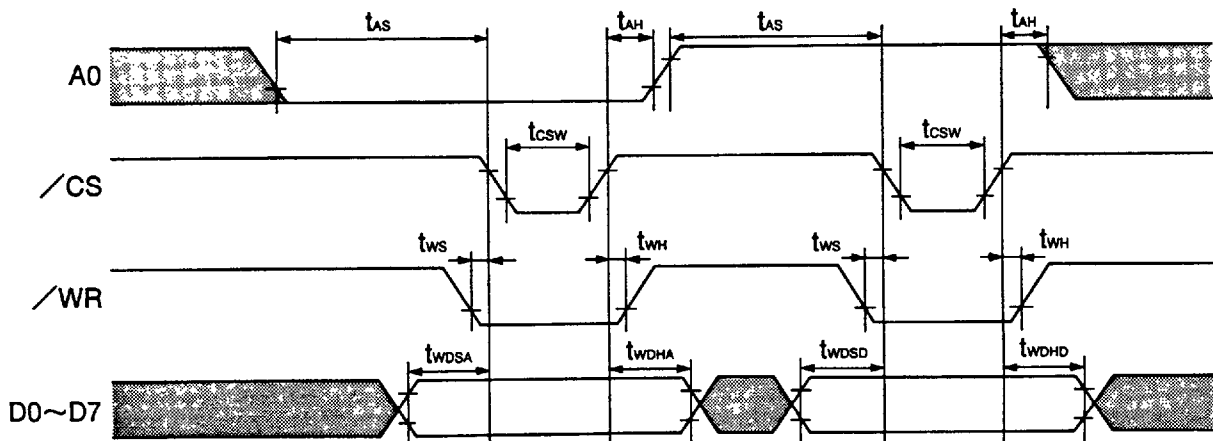 tAS tAH tAS tAH
A0
tCSW tCSW
/CS
tWS tWH tWS tWH
/WR
tWDSA tWDHA tWDSD tWDHD
D0~D7